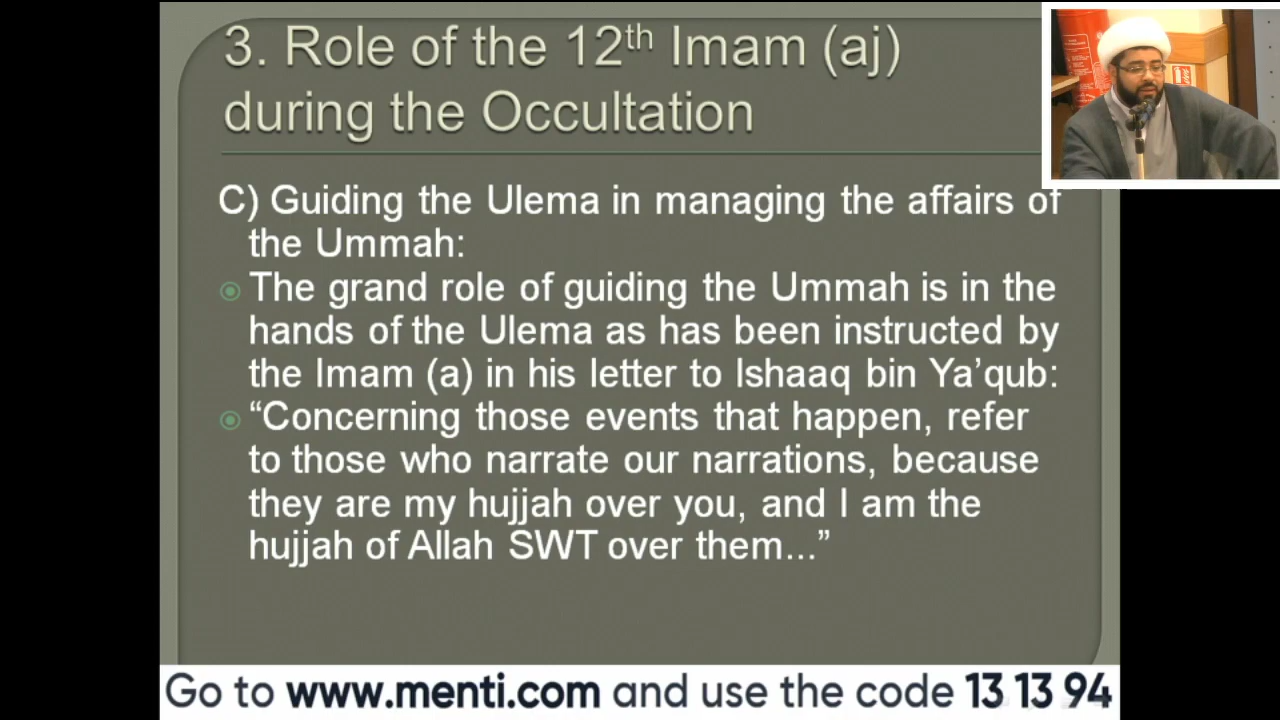 3. Role of the 12th Imam (aj)
during the Occultation
C) Guiding the Ulema in managing the affairs of
the Ummah:
The grand role of guiding the Ummah is in the
hands of the Ulema as has been instructed by
the Imam (a) in his letter to Ishaaq bin Ya’qub:
“Concerning those events that happen, refer
to those who narrate our narrations, because
they are my hujjah over you, and I am the
hujjah of Allah SWT over them...”
Go to www.menti.com and use the code 13 13 94